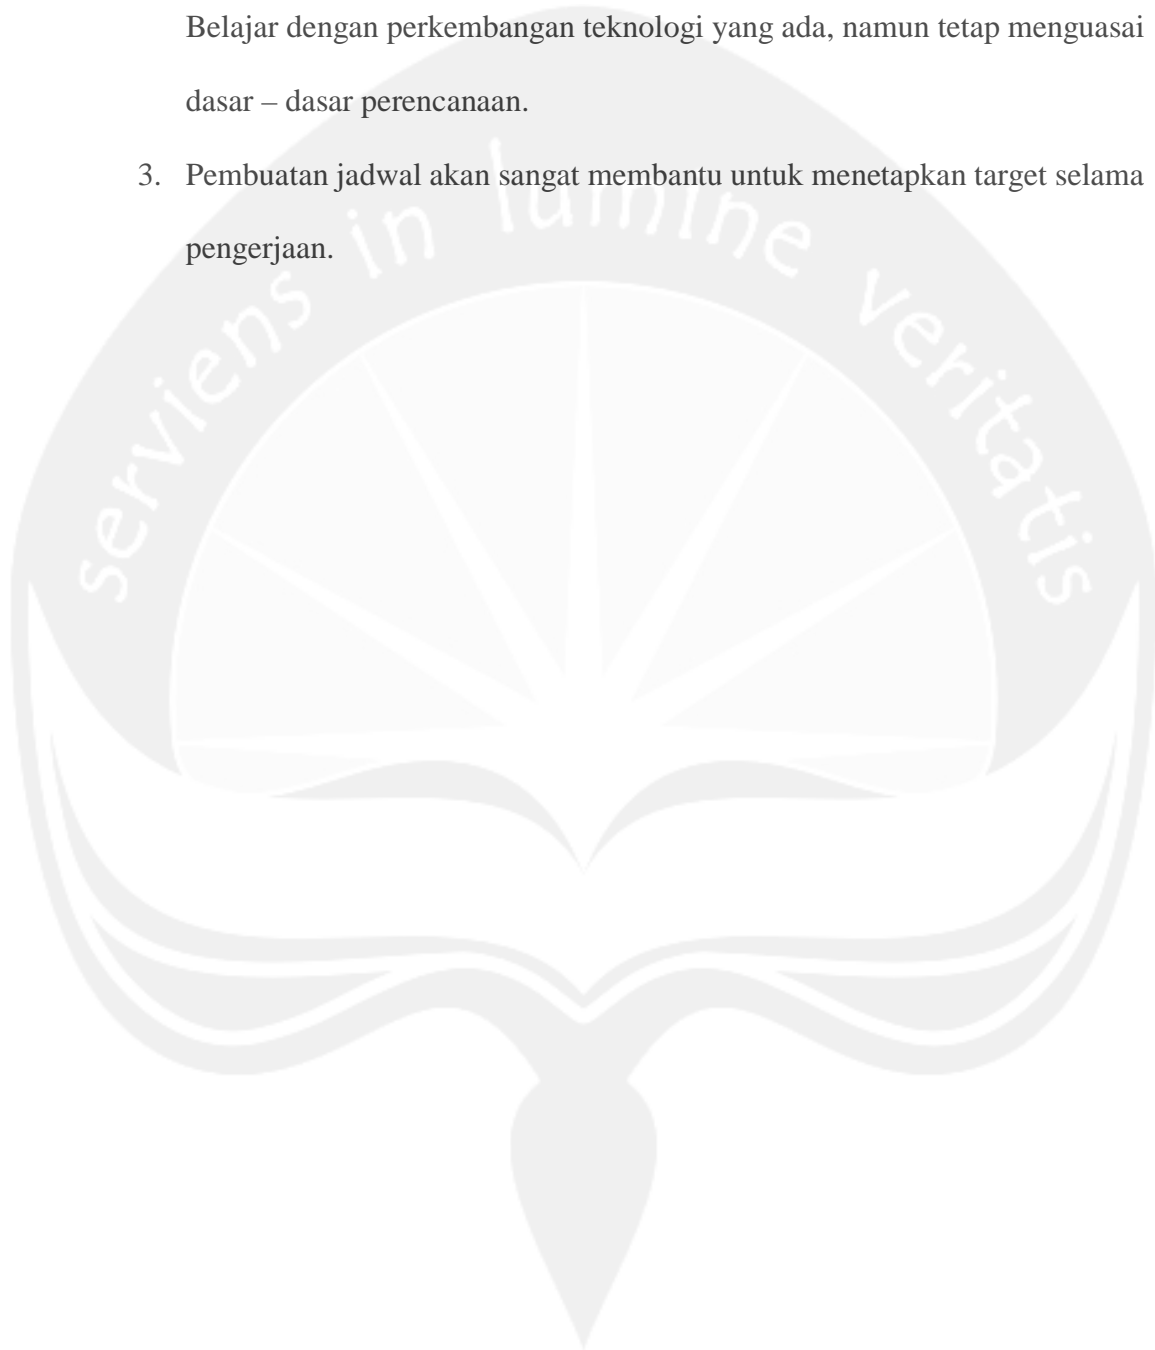 Belajar dengan perkembangan teknologi yang ada, namun tetap menguasai
dasar – dasar perencanaan.
3. Pembuatan jadwal akan sangat membantu untuk menetapkan target selama
pengerjaan.
serviens in lumine veritatis